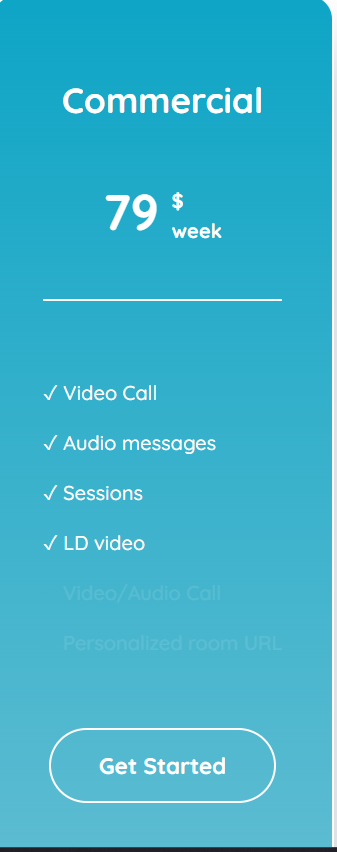 Commercial
79 $
week
✓ Video Call
✓ Audio messages
✓ Sessions
✓ LD video
Video/Audio Call
Personalized room URL
Get Started